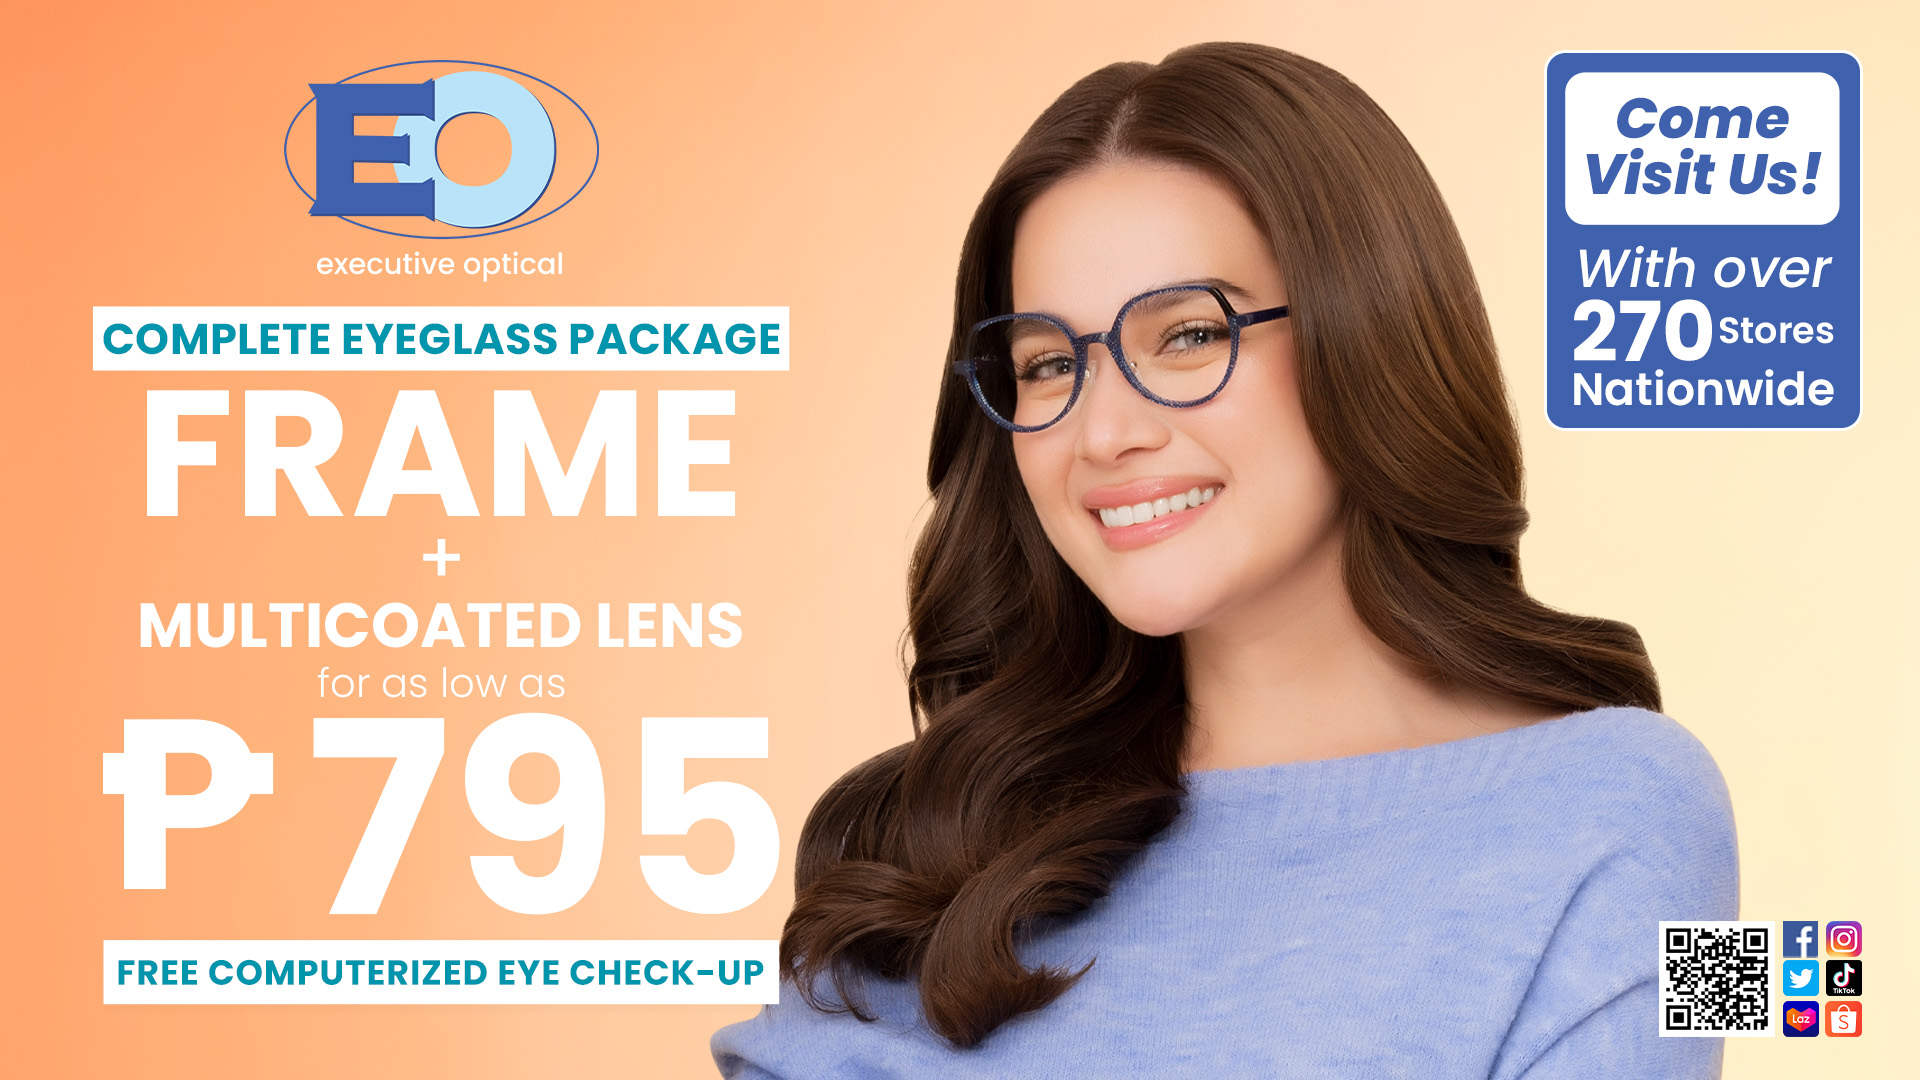 EO
executive optical
COMPLETE EYEGLASS PACKAGE
FRAME
+
MULTICOATED LENS
for as low as
₱795
FREE COMPUTERIZED EYE CHECK-UP
Come
Visit Us!
With over
270 Stores
Nationwide
TikTok
Laz